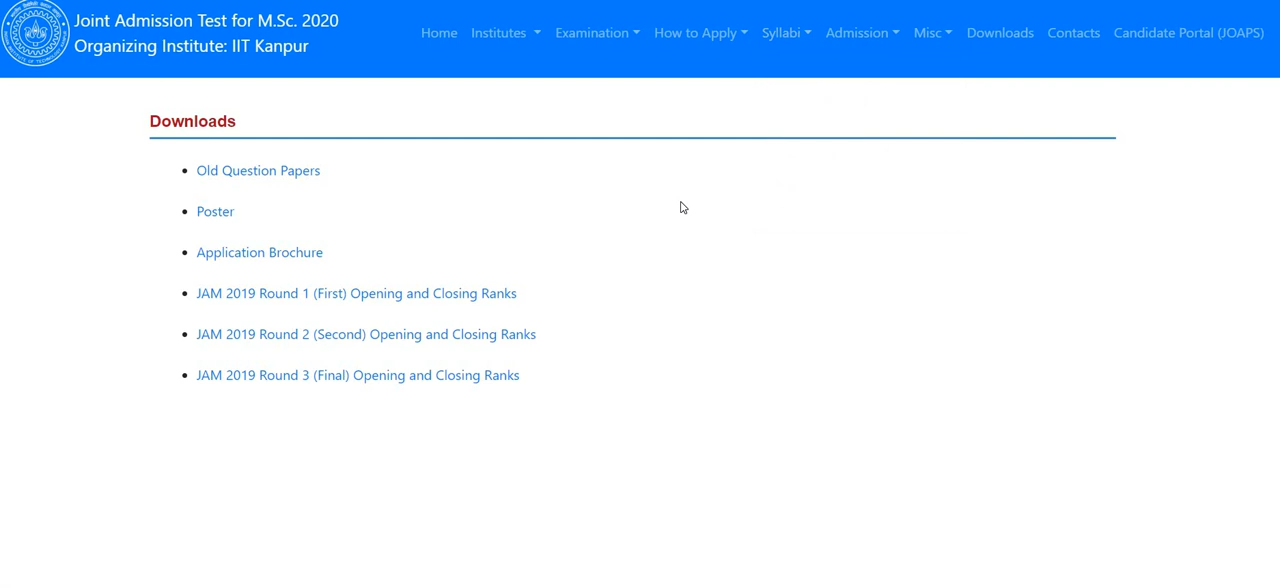 Joint Admission Test for M.Sc. 2020
Organizing Institute: IIT Kanpur
Home Institutes Examination How to Apply Syllabi Admission Misc Downloads Contacts Candidate Portal (JOAPS)
Downloads
Old Question Papers
Poster
Application Brochure
JAM 2019 Round 1 (First) Opening and Closing Ranks
JAM 2019 Round 2 (Second) Opening and Closing Ranks
JAM 2019 Round 3 (Final) Opening and Closing Ranks